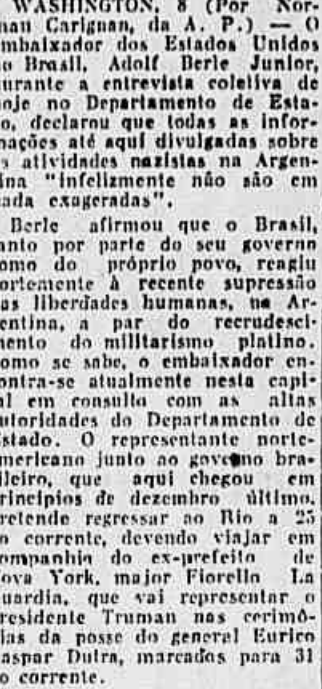 WASHINGTON, 8 (Por Nor-
man Carignan, da A. P.) — O
embaixador dos Estados Unidos
no Brasil, Adolf Berle Junior,
durante a entrevista coletiva de
hoje no Departamento de Esta-
do, declarou que todas as infor-
mações até aqui divulgadas sobre
as atividades nazistas na Argen-
tina "infelizmente não são em
nada exageradas".
Berle afirmou que o Brasil,
tanto por parte do seu governo
como do próprio povo, reagiu
fortemente à recente supressão
das liberdades humanas, na Ar-
gentina, a par do recrudesci-
mento do militarismo platino.
Como se sabe, o embaixador en-
contra-se atualmente nesta capi-
tal em consulta com as altas
autoridades do Departamento de
Estado. O representante norte-
americano junto ao governo bra-
sileiro, que aqui chegou em
principios de dezembro último,
pretende regressar ao Rio a 25
do corrente, devendo viajar em
companhia do ex-prefeito de
Nova York, major Fiorello La
Guardia, que vai representar o
presidente Truman nas cerimô-
nias da posse do general Eurico
Gaspar Dutra, marcadas para 31
do corrente.